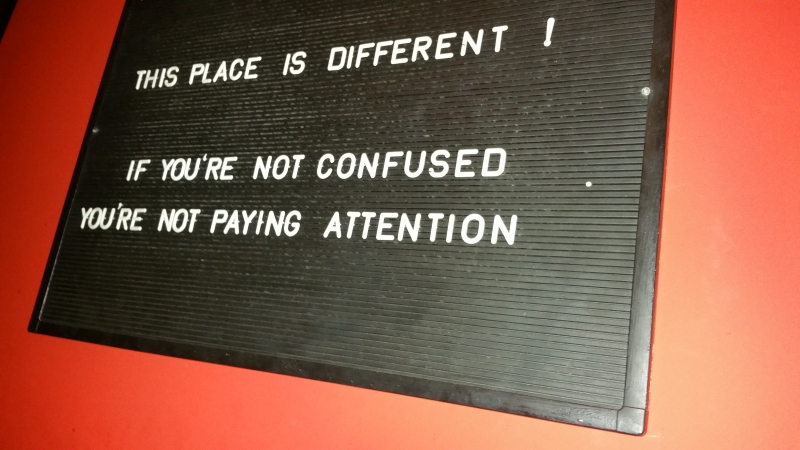 THIS PLACE IS DIFFERENT !
IF YOU'RE NOT CONFUSED
YOU'RE NOT PAYING ATTENTION